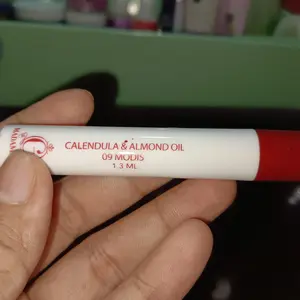 CALENDULA & ALMOND OIL
09 MODIS
1.3 ML.